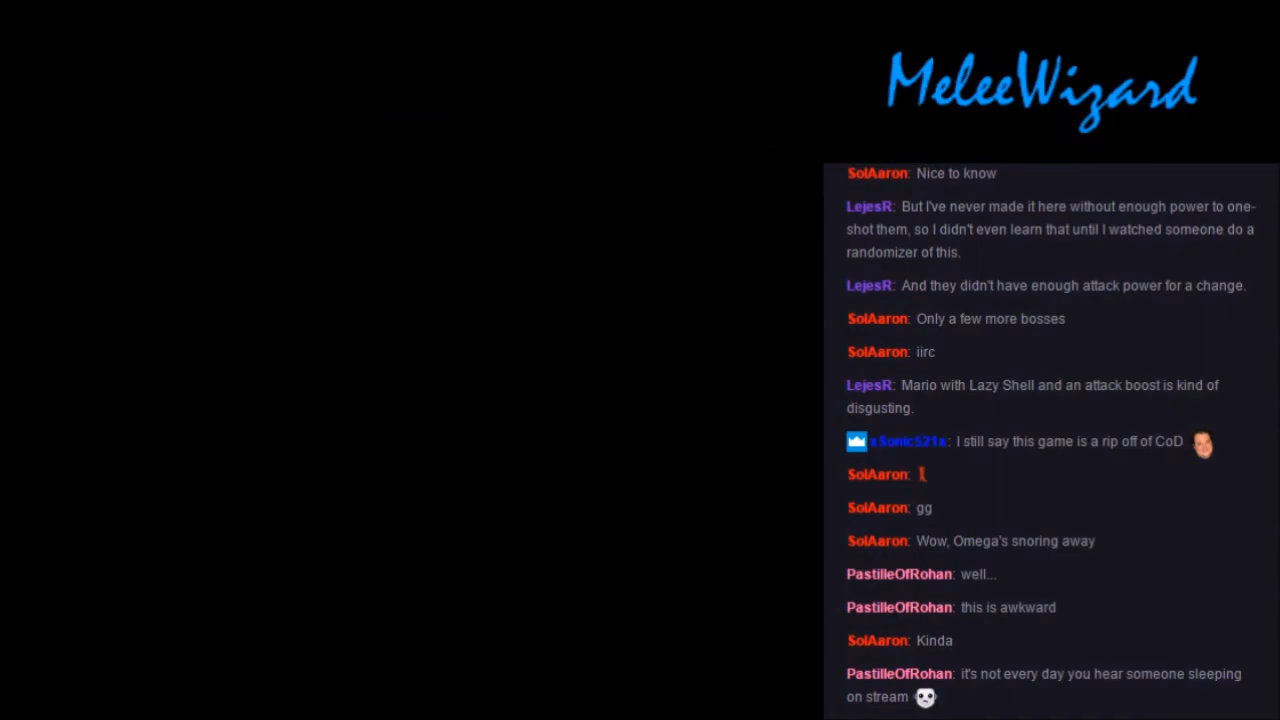 MeleeWizard
SolAaron: Nice to know
LejesR: But I've never made it here without enough power to one-
shot them, so I didn't even learn that until I watched someone do a
randomizer of this.
LejesR: And they didn't have enough attack power for a change.
SolAaron: Only a few more bosses
SolAaron: iirc
LejesR: Mario with Lazy Shell and an attack boost is kind of
disgusting.
xSonic521x: I still say this game is a rip off of CoD
SolAaron:
SolAaron: gg
SolAaron: Wow, Omega's snoring away
PastilleOfRohan: well...
PastilleOfRohan: this is awkward
SolAaron: Kinda
PastilleOfRohan: it's not every day you hear someone sleeping
on stream